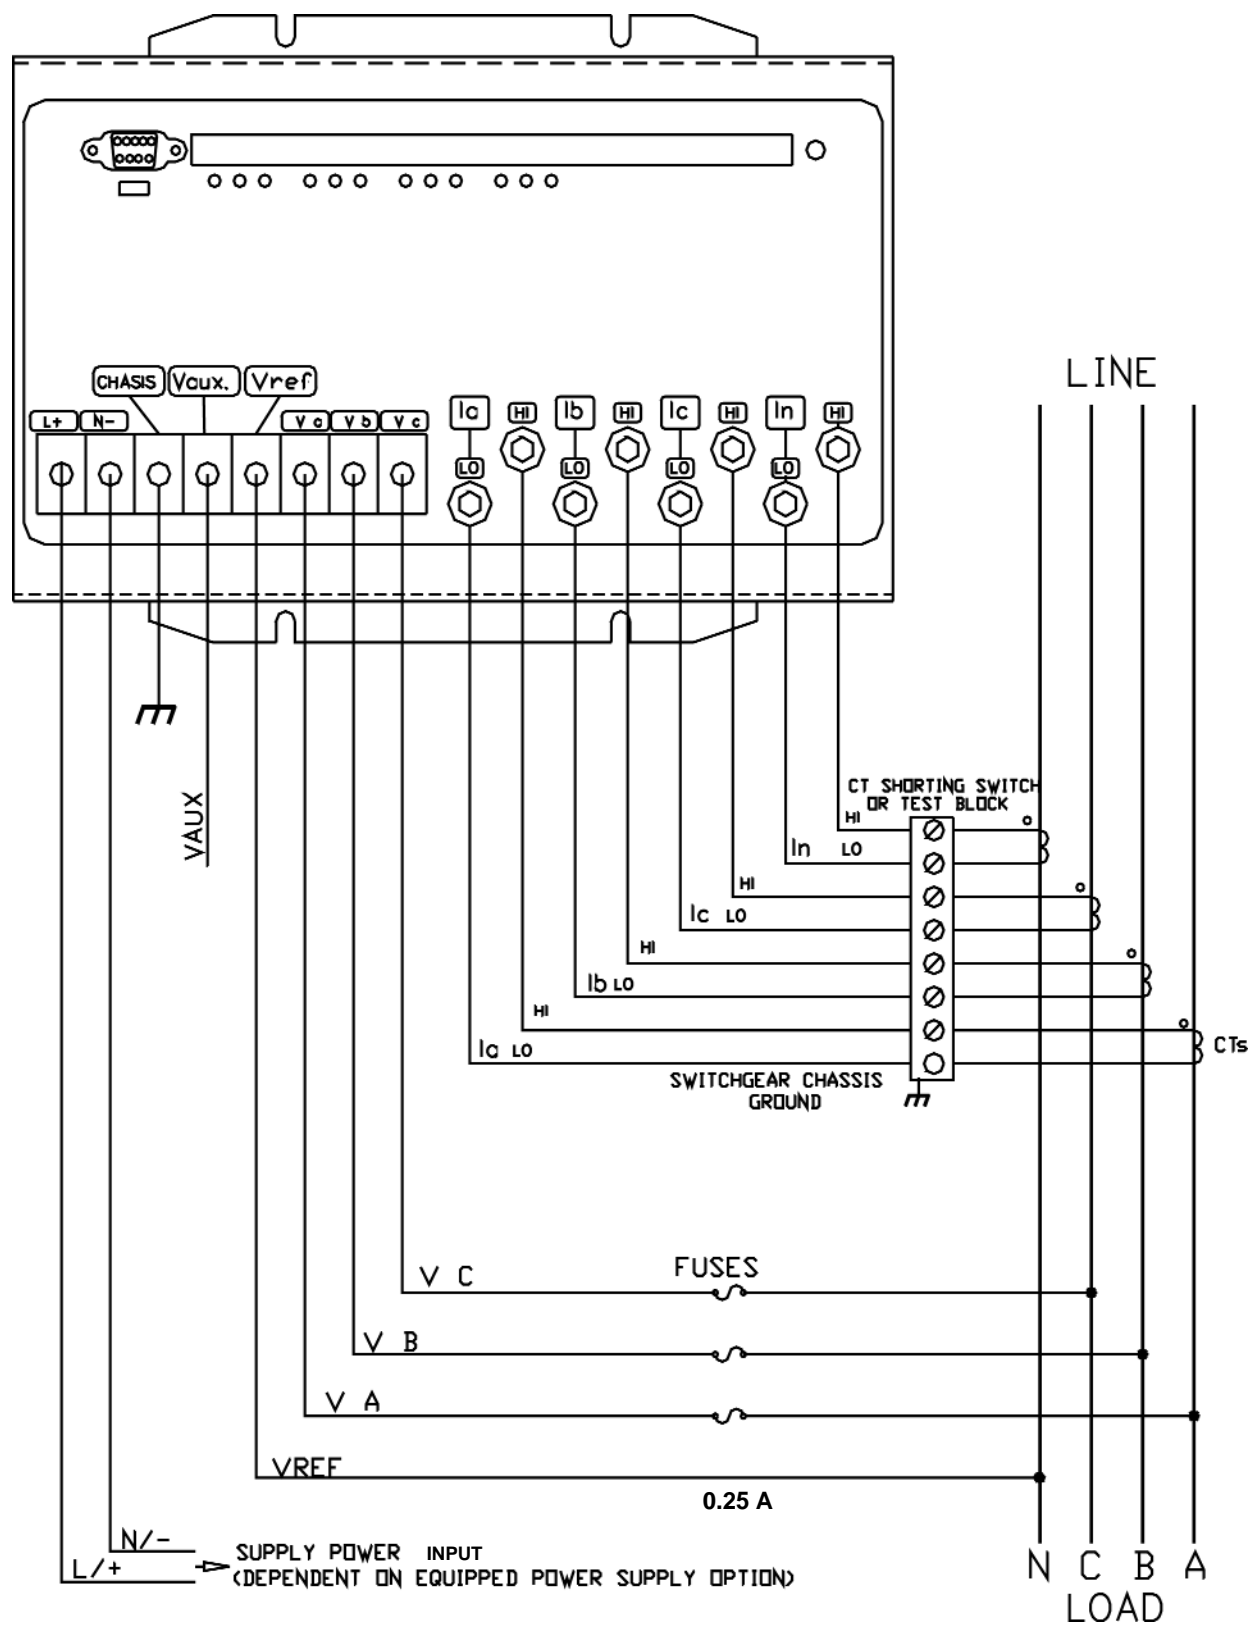 CHASIS Vaux. Vref
L+ N- Va Vb Vc
Ia HI Ib HI Ic HI In HI
LO LO LO LO
LINE
VAUX
CT SHORTING SWITCH
OR TEST BLOCK
HI
In LO
HI
Ic LO
HI
Ib LO
HI
Ia LO
CTs
SWITCHGEAR CHASSIS
GROUND
FUSES
V C
V B
V A
VREF
0.25 A
N/-
L/+
SUPPLY POWER INPUT
(DEPENDENT ON EQUIPPED POWER SUPPLY OPTION)
N C B A
LOAD